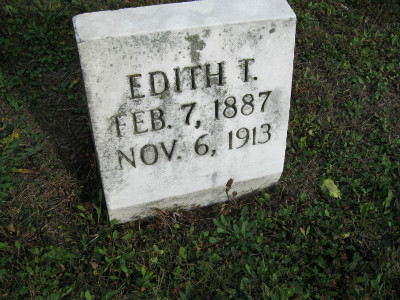 EDITH T.
FEB. 7, 1887
NOV. 6, 1913